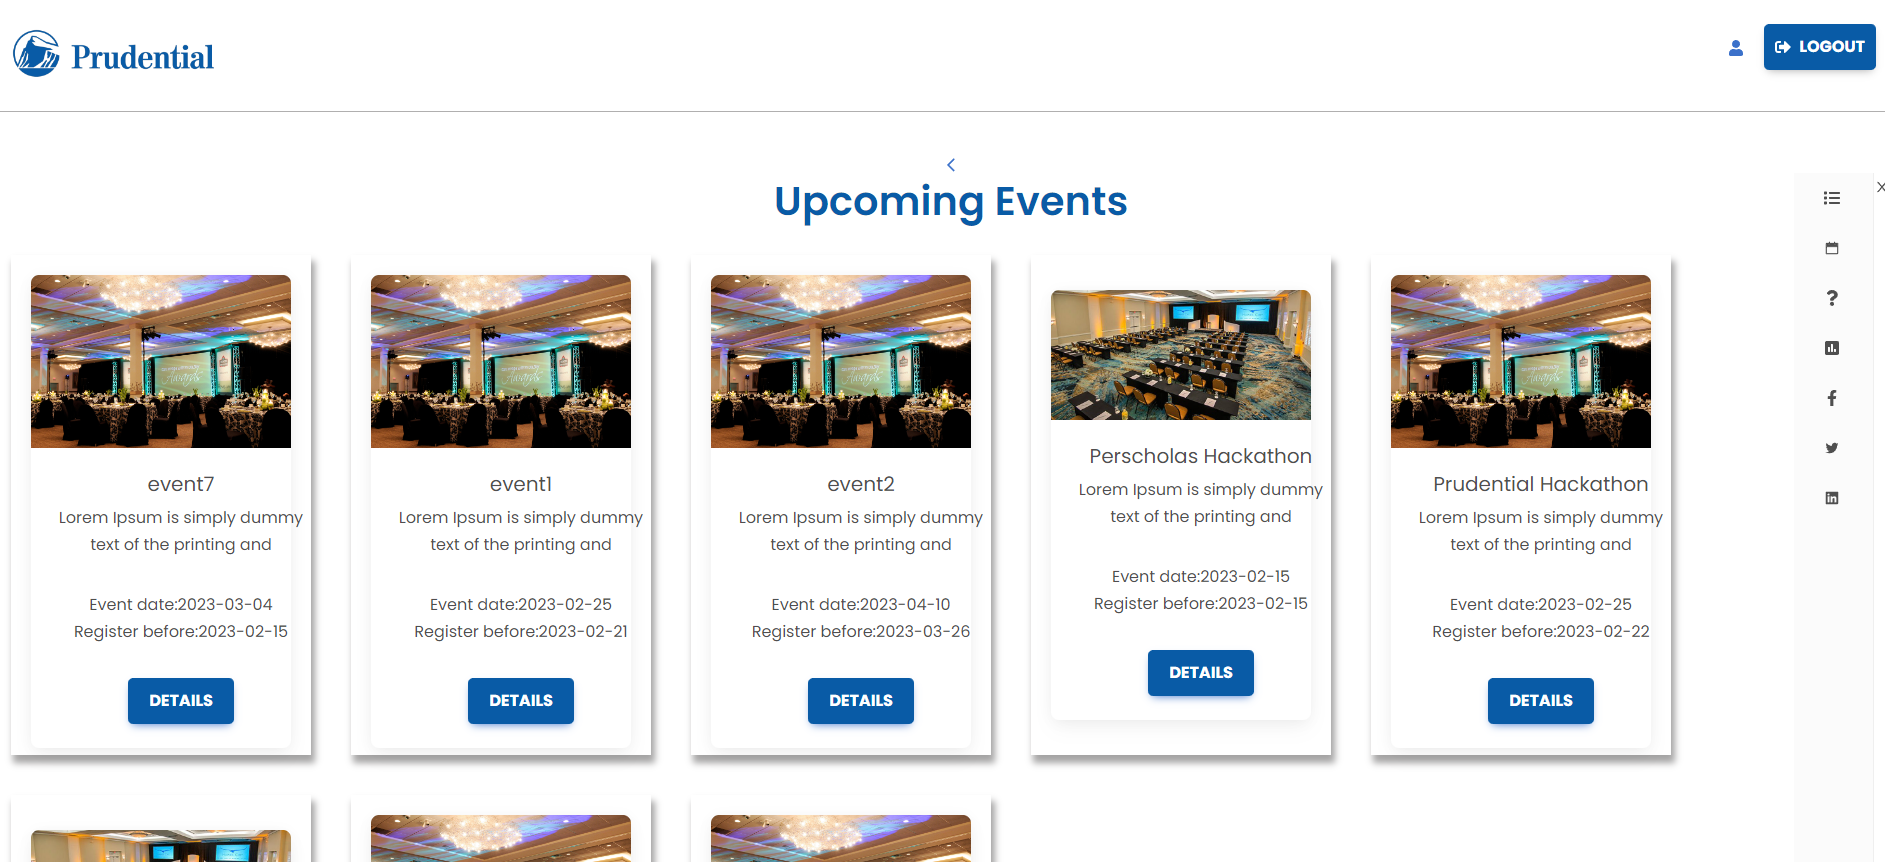 Prudential
LOGOUT
Upcoming Events
event7
Lorem Ipsum is simply dummy
text of the printing and
Event date:2023-03-04
Register before:2023-02-15
DETAILS
event1
Lorem Ipsum is simply dummy
text of the printing and
Event date:2023-02-25
Register before:2023-02-21
DETAILS
event2
Lorem Ipsum is simply dummy
text of the printing and
Event date:2023-04-10
Register before:2023-03-26
DETAILS
Perscholas Hackathon
Lorem Ipsum is simply dummy
text of the printing and
Event date:2023-02-15
Register before:2023-02-15
DETAILS
Prudential Hackathon
Lorem Ipsum is simply dummy
text of the printing and
Event date:2023-02-25
Register before:2023-02-22
DETAILS